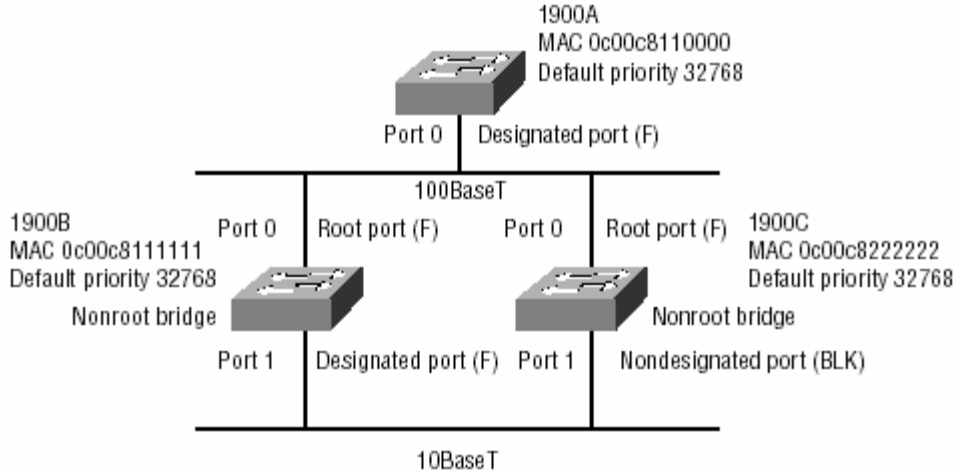 1900A
MAC 0c00c8110000
Default priority 32768
Port 0 Designated port (F)
100BaseT
1900B
MAC 0c00c8111111
Default priority 32768
Nonroot bridge
Port 0 Root port (F)
Port 0 Root port (F)
1900C
MAC 0c00c8222222
Default priority 32768
Nonroot bridge
Port 1 Designated port (F)
Port 1 Nondesignated port (BLK)
10BaseT